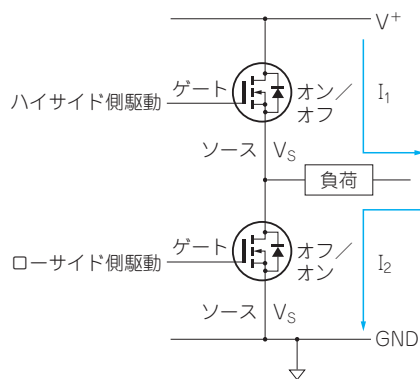 V+
ゲート
オン／
オフ
I1
ハイサイド側駆動
ソース VS
負荷
ゲート
オフ／
オン
I2
ローサイド側駆動
ソース VS
GND